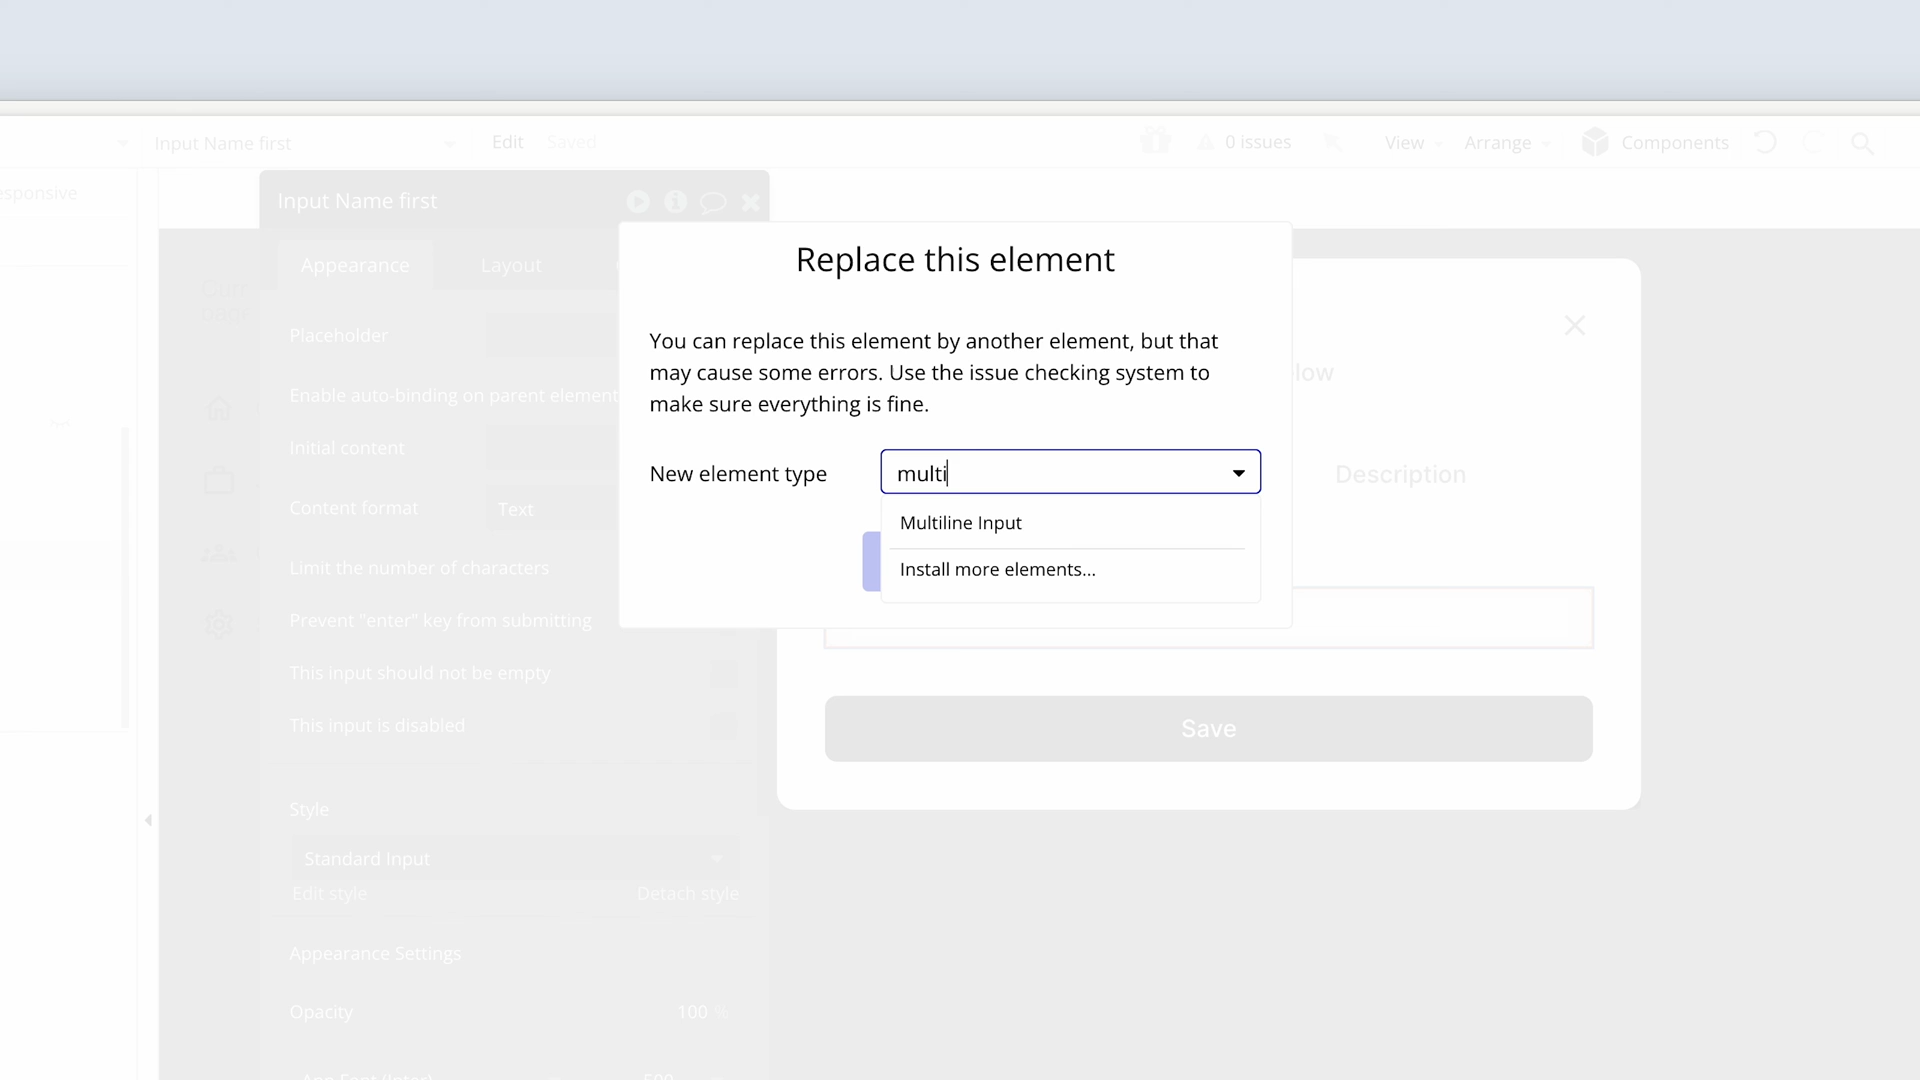 Input Name first
Edit
Saved
0 issues
View
Arrange
Components
esponsive
Input Name first
Appearance
Layout
Placeholder
Enable auto-binding on parent element
Initial content
Content format
Text
Limit the number of characters
Prevent "enter" key from submitting
This input should not be empty
This input is disabled
Style
Standard Input
Edit style
Detach style
Appearance Settings
Opacity
100 %
Replace this element
You can replace this element by another element, but that
may cause some errors. Use the issue checking system to
make sure everything is fine.
New element type
multi
Multiline Input
Install more elements...
low
Description
Save